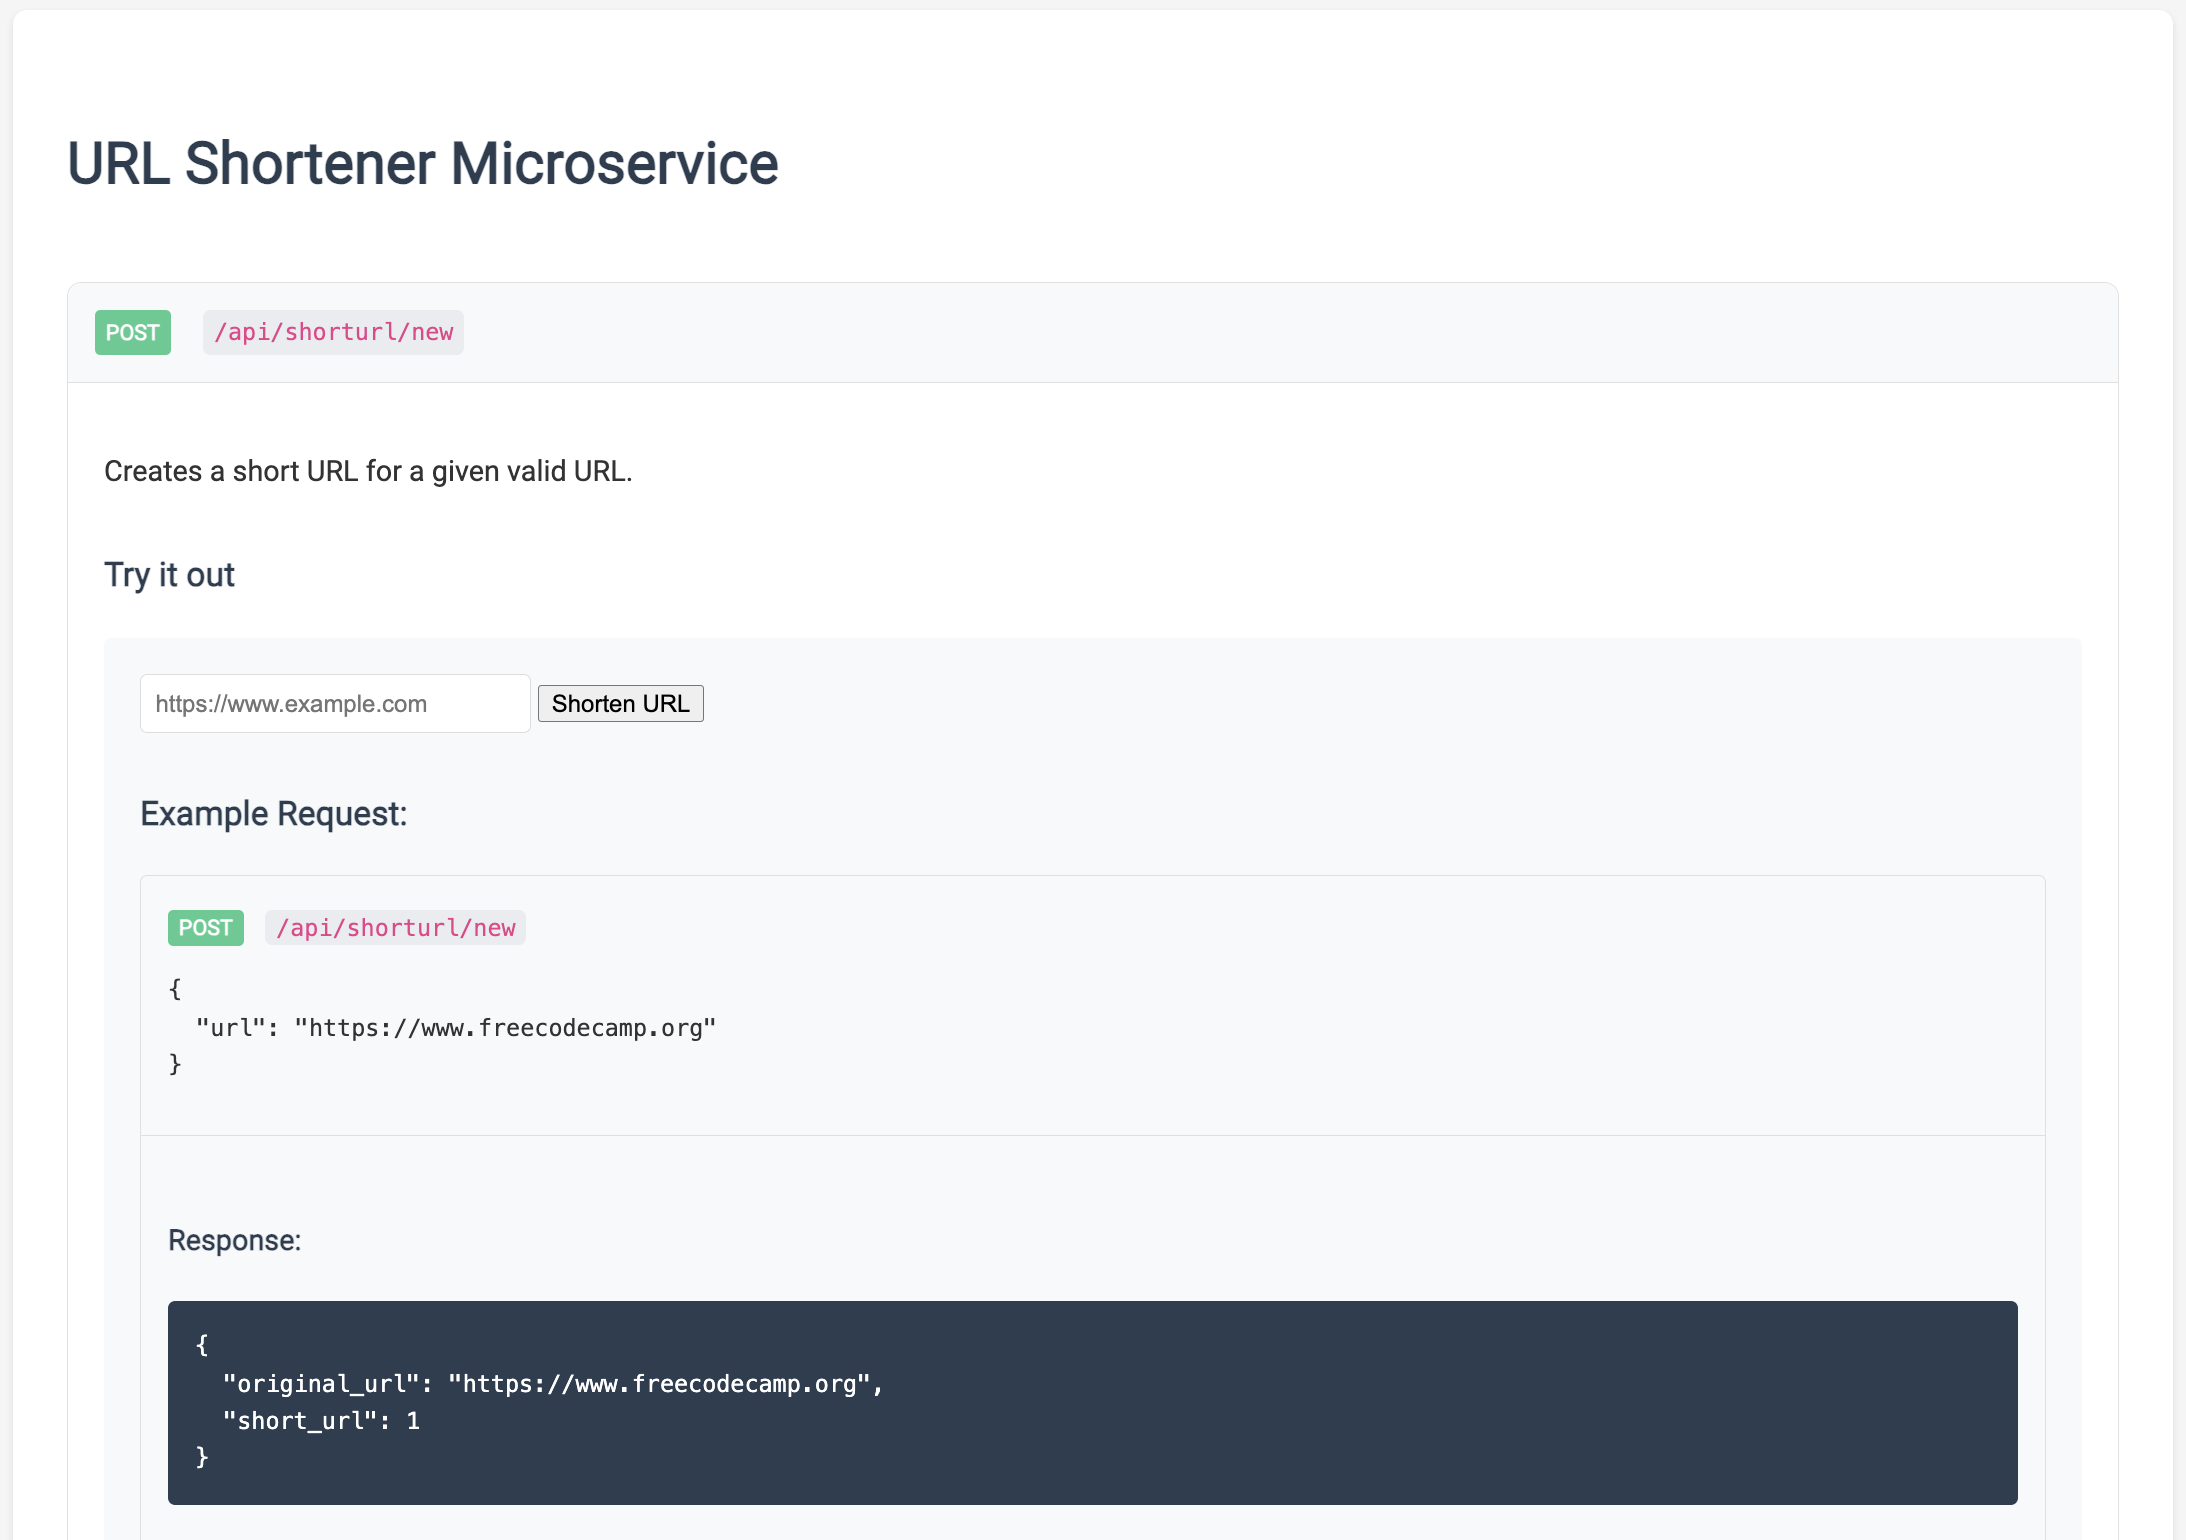 URL Shortener Microservice
POST /api/shorturl/new
Creates a short URL for a given valid URL.
Try it out
https://www.example.com Shorten URL
Example Request:
POST /api/shorturl/new
{
  "url": "https://www.freecodecamp.org"
}
Response:
{
  "original_url": "https://www.freecodecamp.org",
  "short_url": 1
}